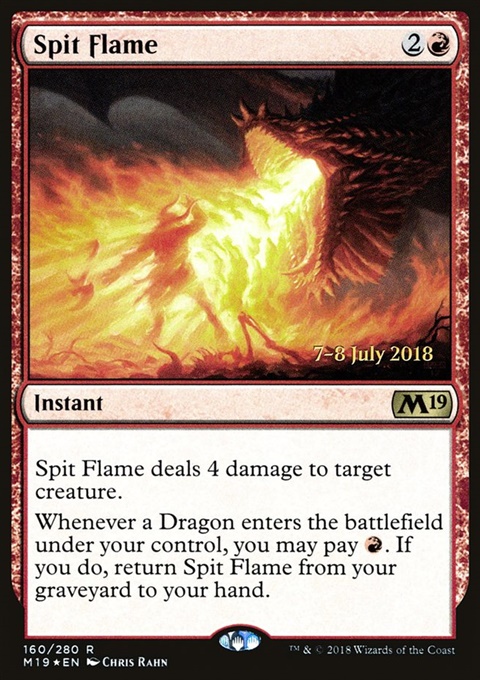 Spit Flame 2
7–8 July 2018
Instant M19
Spit Flame deals 4 damage to target
creature.
Whenever a Dragon enters the battlefield
under your control, you may pay . If
you do, return Spit Flame from your
graveyard to your hand.
160/280 R ™ & © 2018 Wizards of the Coast
M19★EN Chris Rahn